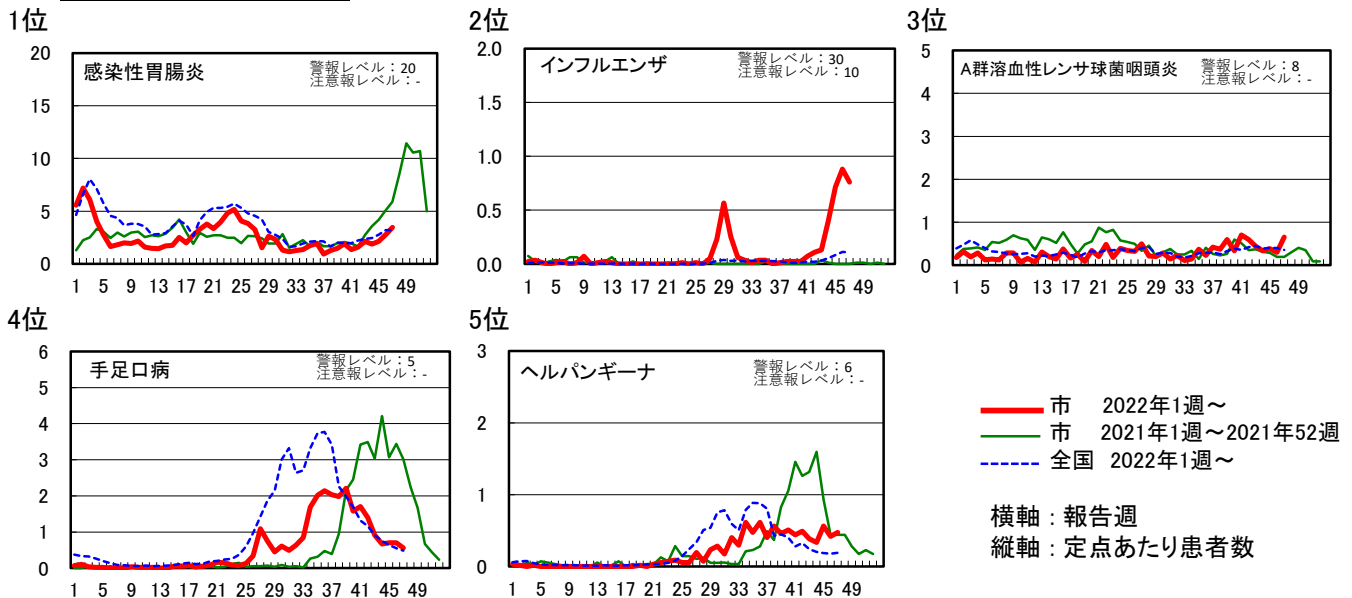 1位
感染性胃腸炎
警報レベル：20
注意報レベル：-
20
15
10
5
0
1 5 9 13 17 21 25 29 33 37 41 45 49
2位
インフルエンザ
警報レベル：30
注意報レベル：10
2.0
1.5
1.0
0.5
0.0
1 5 9 13 17 21 25 29 33 37 41 45 49
3位
A群溶血性レンサ球菌咽頭炎
警報レベル：8
注意報レベル：-
5
4
3
2
1
0
1 5 9 13 17 21 25 29 33 37 41 45 49
4位
手足口病
警報レベル：5
注意報レベル：-
6
5
4
3
2
1
0
1 5 9 13 17 21 25 29 33 37 41 45 49
5位
ヘルパンギーナ
警報レベル：6
注意報レベル：-
3
2
1
0
1 5 9 13 17 21 25 29 33 37 41 45 49
市 2022年1週～
市 2021年1週～2021年52週
全国 2022年1週～
横軸：報告週
縦軸：定点あたり患者数